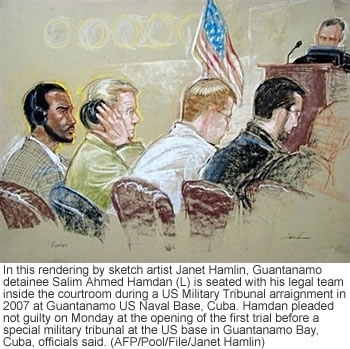 In this rendering by sketch artist Janet Hamlin, Guantanamo
detainee Salim Ahmed Hamdan (L) is seated with his legal team
inside the courtroom during a US Military Tribunal arraignment in
2007 at Guantanamo US Naval Base, Cuba. Hamdan pleaded
not guilty on Monday at the opening of the first trial before a
special military tribunal at the US base in Guantanamo Bay,
Cuba, officials said. (AFP/Pool/File/Janet Hamlin)